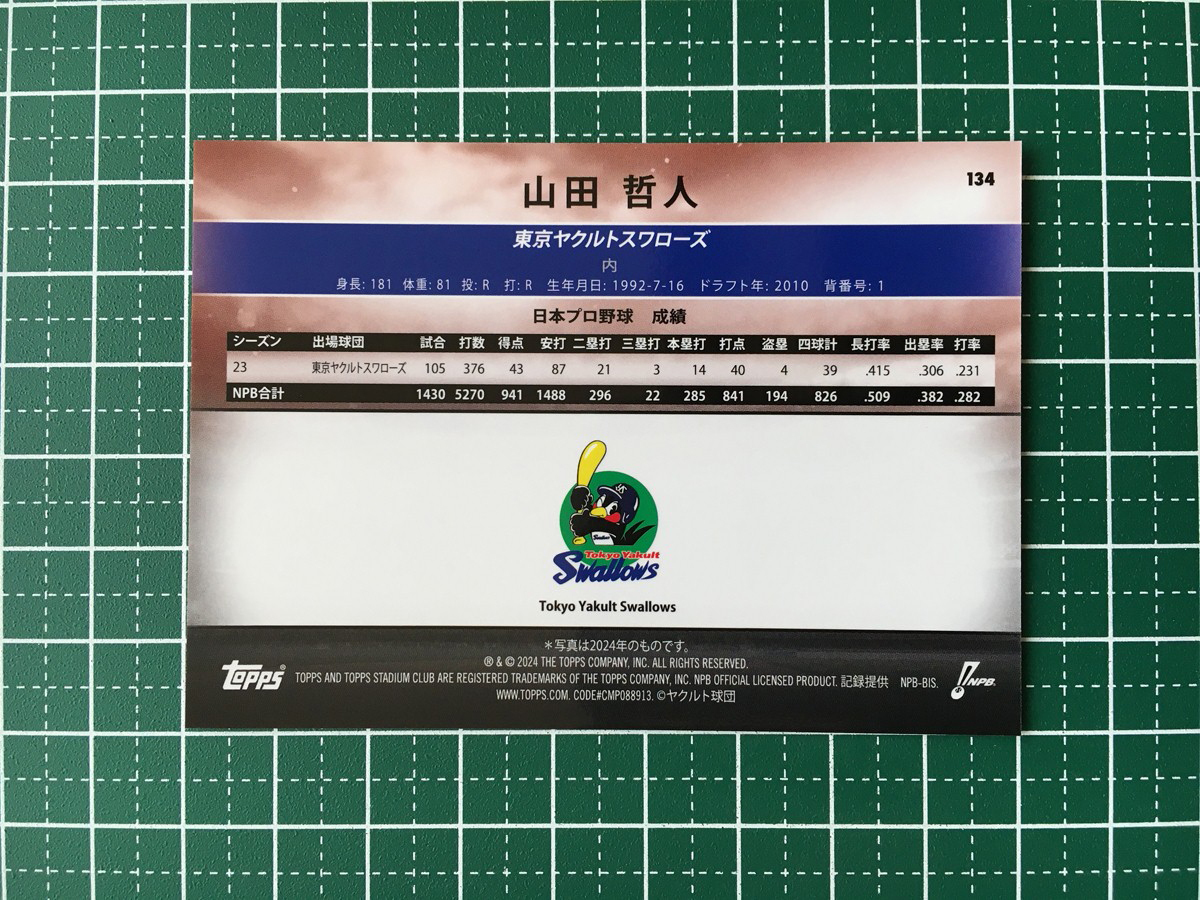 134
山田 哲人
東京ヤクルトスワローズ
内
身長: 181 体重: 81 投: R 打: R 生年月日: 1992-7-16 ドラフト年: 2010 背番号: 1
日本プロ野球 成績
シーズン 出場球団 試合 打数 得点 安打 二塁打 三塁打 本塁打 打点 盗塁 四球計 長打率 出塁率 打率
23 東京ヤクルトスワローズ 105 376 43 87 21 3 14 40 4 39 .415 .306 .231
NPB合計 1430 5270 941 1488 296 22 285 841 194 826 .509 .382 .282
Tokyo Yakult
Swallows
Tokyo Yakult Swallows
＊写真は2024年のものです。
® & © 2024 THE TOPPS COMPANY, INC. ALL RIGHTS RESERVED.
TOPPS AND TOPPS STADIUM CLUB ARE REGISTERED TRADEMARKS OF THE TOPPS COMPANY, INC. NPB OFFICIAL LICENSED PRODUCT. 記録提供 NPB-BIS.
WWW.TOPPS.COM. CODE#CMP088913. ©ヤクルト球団
Topps®
NPB